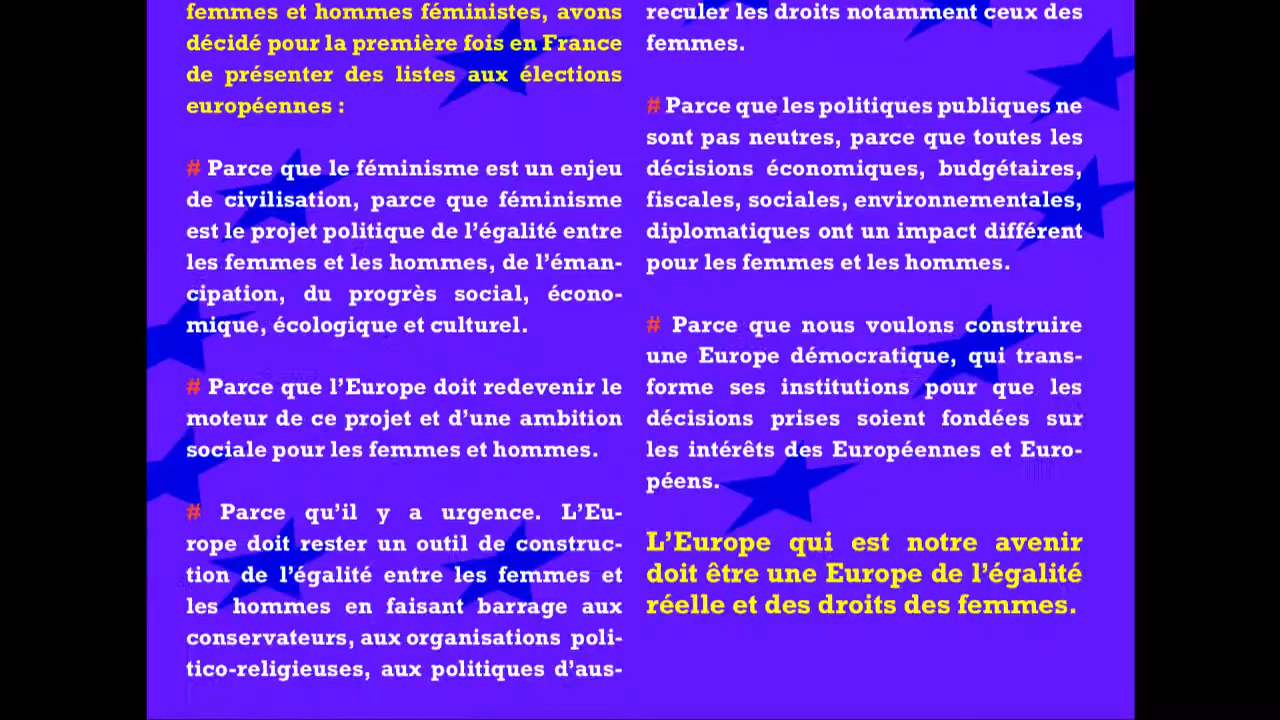 femmes et hommes féministes, avons
décidé pour la première fois en France
de présenter des listes aux élections
européennes :
# Parce que le féminisme est un enjeu
de civilisation, parce que féminisme
est le projet politique de l’égalité entre
les femmes et les hommes, de l’éman-
cipation, du progrès social, écono-
mique, écologique et culturel.
# Parce que l’Europe doit redevenir le
moteur de ce projet et d’une ambition
sociale pour les femmes et hommes.
# Parce qu’il y a urgence. L’Eu-
rope doit rester un outil de construc-
tion de l’égalité entre les femmes et
les hommes en faisant barrage aux
conservateurs, aux organisations poli-
tico-religieuses, aux politiques d’aus-
reculer les droits notamment ceux des
femmes.
# Parce que les politiques publiques ne
sont pas neutres, parce que toutes les
décisions économiques, budgétaires,
fiscales, sociales, environnementales,
diplomatiques ont un impact différent
pour les femmes et les hommes.
# Parce que nous voulons construire
une Europe démocratique, qui trans-
forme ses institutions pour que les
décisions prises soient fondées sur
les intérêts des Européennes et Euro-
péens.
L’Europe qui est notre avenir
doit être une Europe de l’égalité
réelle et des droits des femmes.